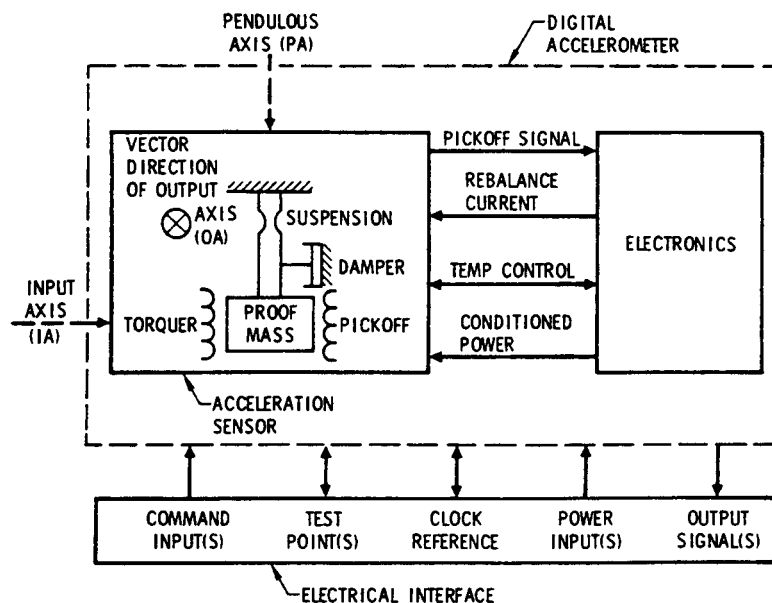 PENDULOUS
AXIS (PA)
DIGITAL
ACCELEROMETER
VECTOR
DIRECTION
OF OUTPUT
AXIS
(OA)
SUSPENSION
DAMPER
INPUT
AXIS
(IA)
TORQUER
PROOF
MASS
PICKOFF
PICKOFF SIGNAL
REBALANCE
CURRENT
TEMP CONTROL
CONDITIONED
POWER
ELECTRONICS
ACCELERATION
SENSOR
COMMAND
INPUT(S)
TEST
POINT(S)
CLOCK
REFERENCE
POWER
INPUT(S)
OUTPUT
SIGNAL(S)
ELECTRICAL INTERFACE